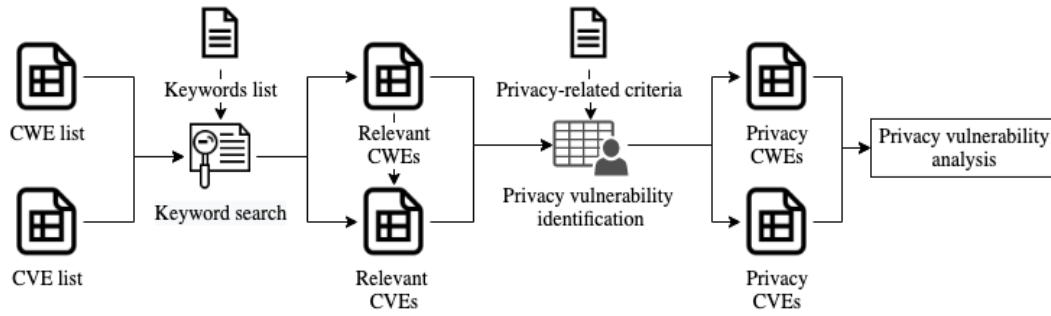 Keywords list
CWE list
Keyword search
CVE list
Relevant
CWEs
Relevant
CVEs
Privacy-related criteria
Privacy vulnerability
identification
Privacy
CWEs
Privacy
CVEs
Privacy vulnerability
analysis